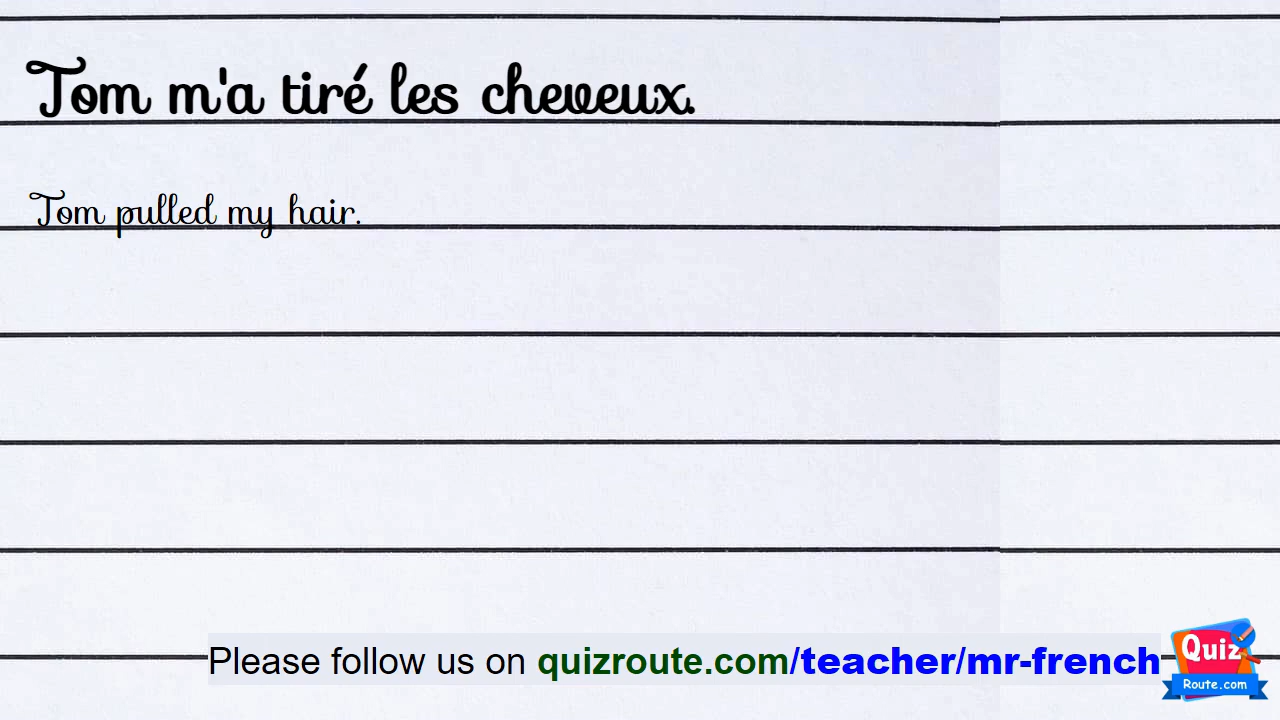 Tom m'a tiré les cheveux.
Tom pulled my hair.
Please follow us on quizroute.com/teacher/mr-french
Quiz
Route.com